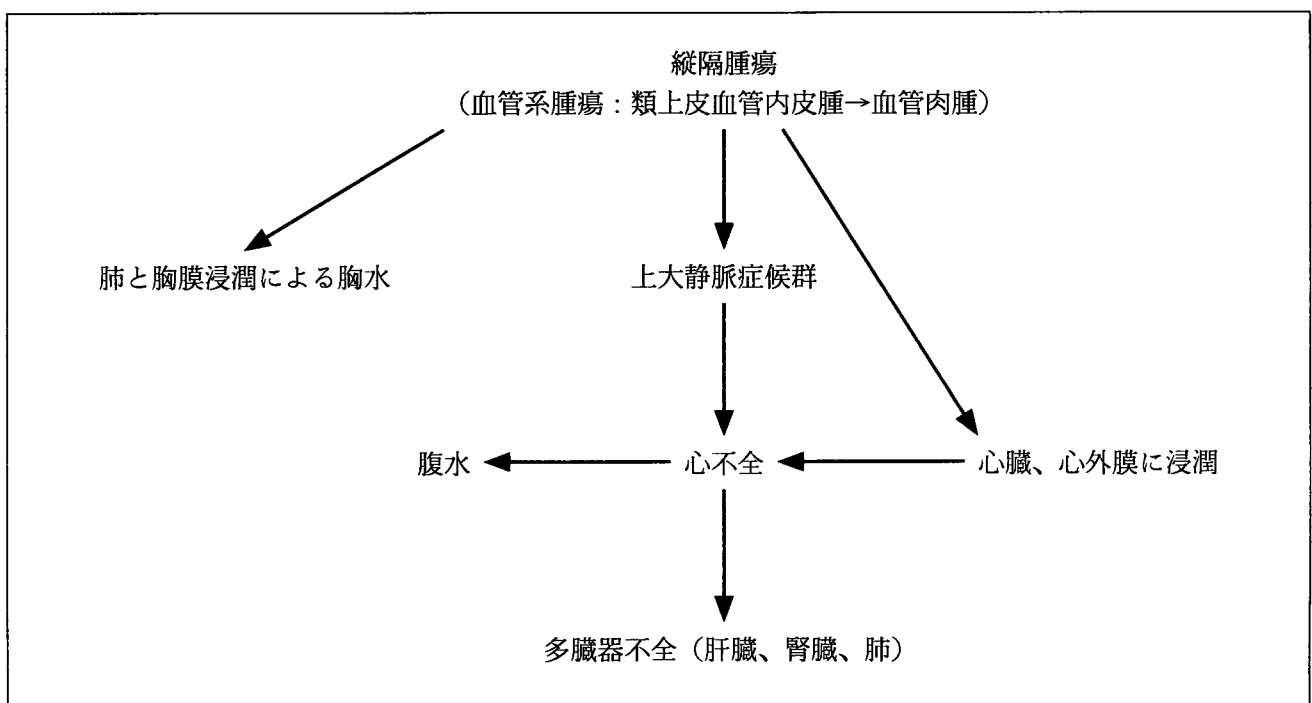 縦隔腫瘍
（血管系腫瘍：類上皮血管内皮腫→血管肉腫）
肺と胸膜浸潤による胸水
上大静脈症候群
腹水
心不全
心臓、心外膜に浸潤
多臓器不全（肝臓、腎臓、肺）